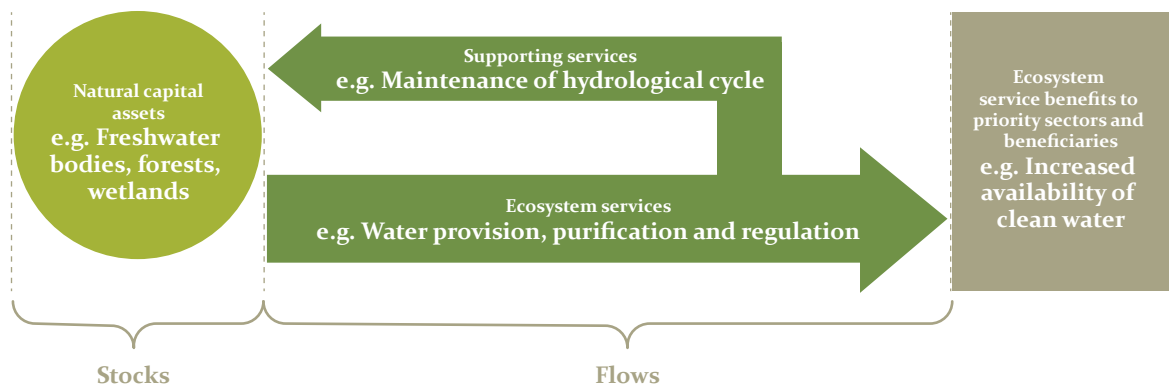 Natural capital
assets
e.g. Freshwater
bodies, forests,
wetlands
Supporting services
e.g. Maintenance of hydrological cycle
Ecosystem services
e.g. Water provision, purification and regulation
Ecosystem
service benefits to
priority sectors and
beneficiaries
e.g. Increased
availability of
clean water
Stocks
Flows